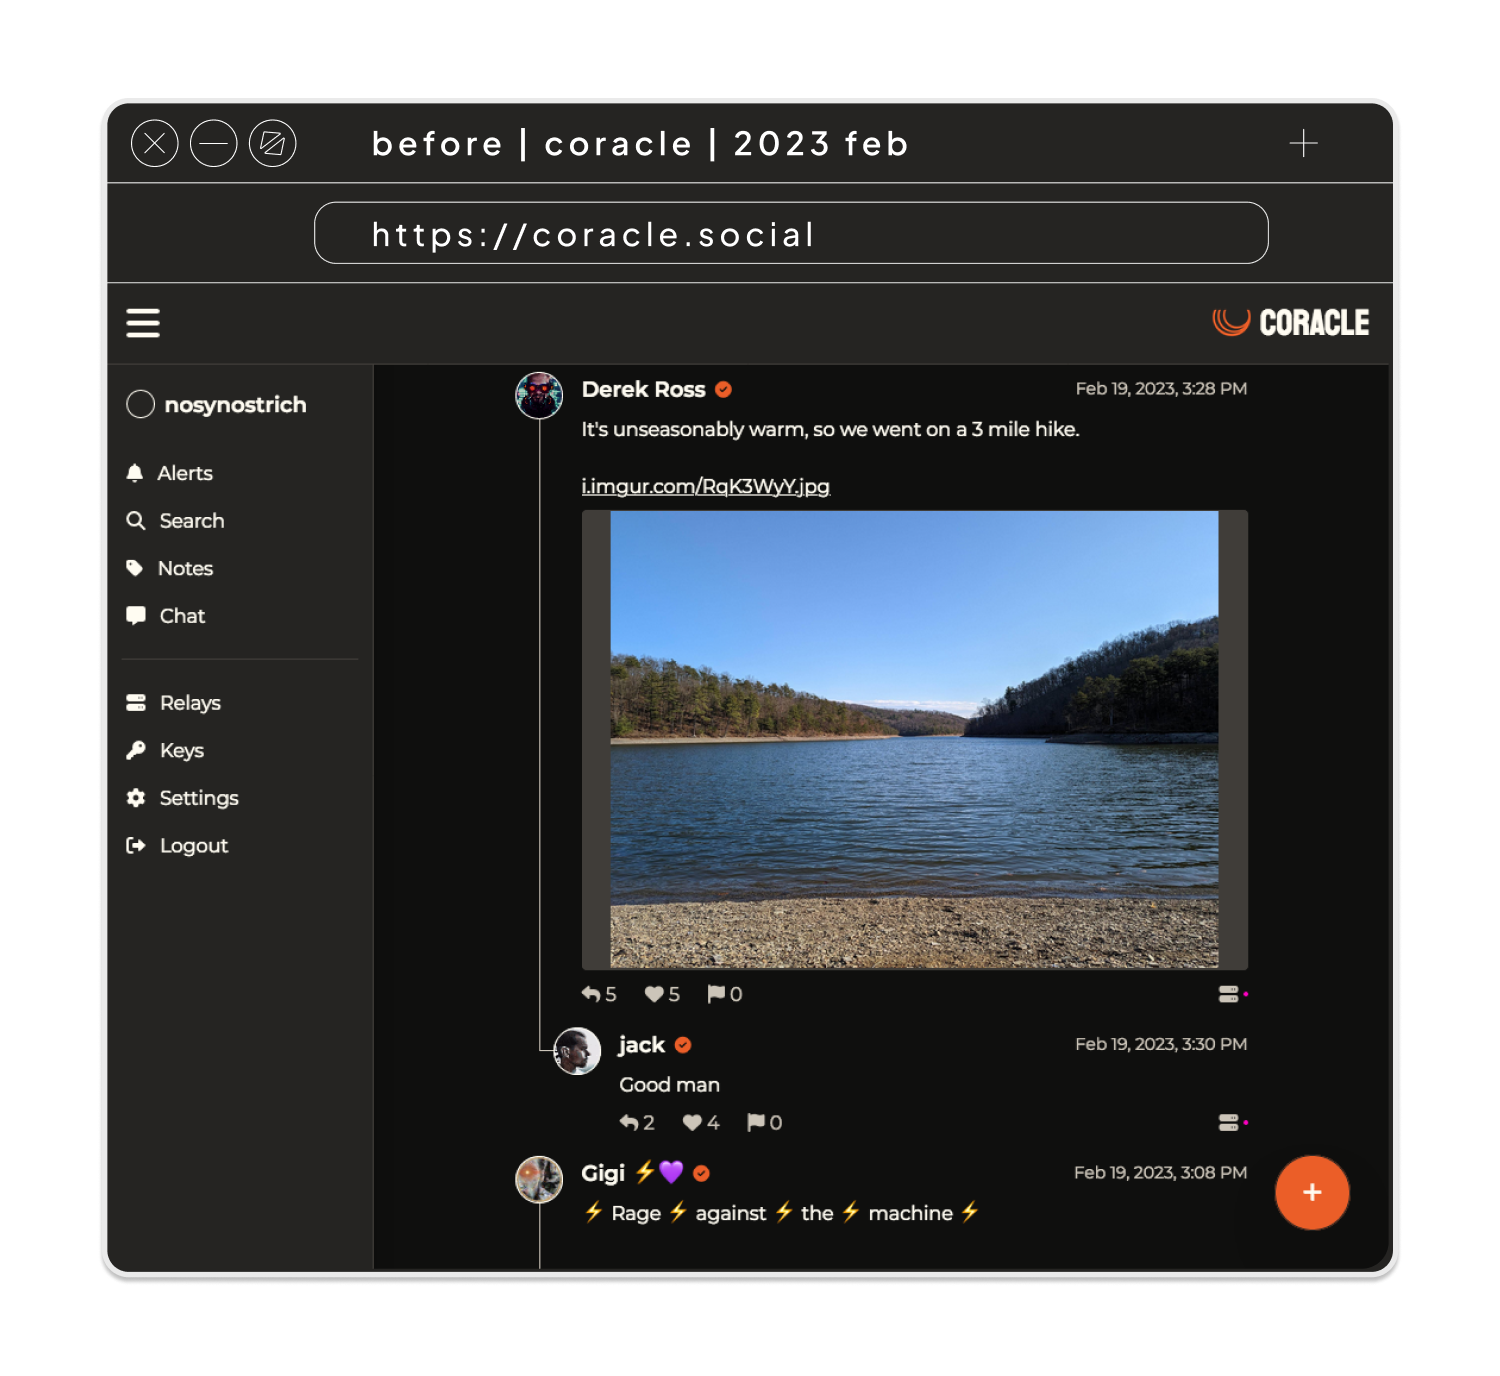 before | coracle | 2023 feb
https://coracle.social
CORACLE
nosynostrich
Alerts
Search
Notes
Chat
Relays
Keys
Settings
Logout
Derek Ross
Feb 19, 2023, 3:28 PM
It's unseasonably warm, so we went on a 3 mile hike.
i.imgur.com/RqK3WyY.jpg
5 5 0
jack
Feb 19, 2023, 3:30 PM
Good man
2 4 0
Gigi ⚡💜
Feb 19, 2023, 3:08 PM
⚡ Rage ⚡ against ⚡ the ⚡ machine ⚡